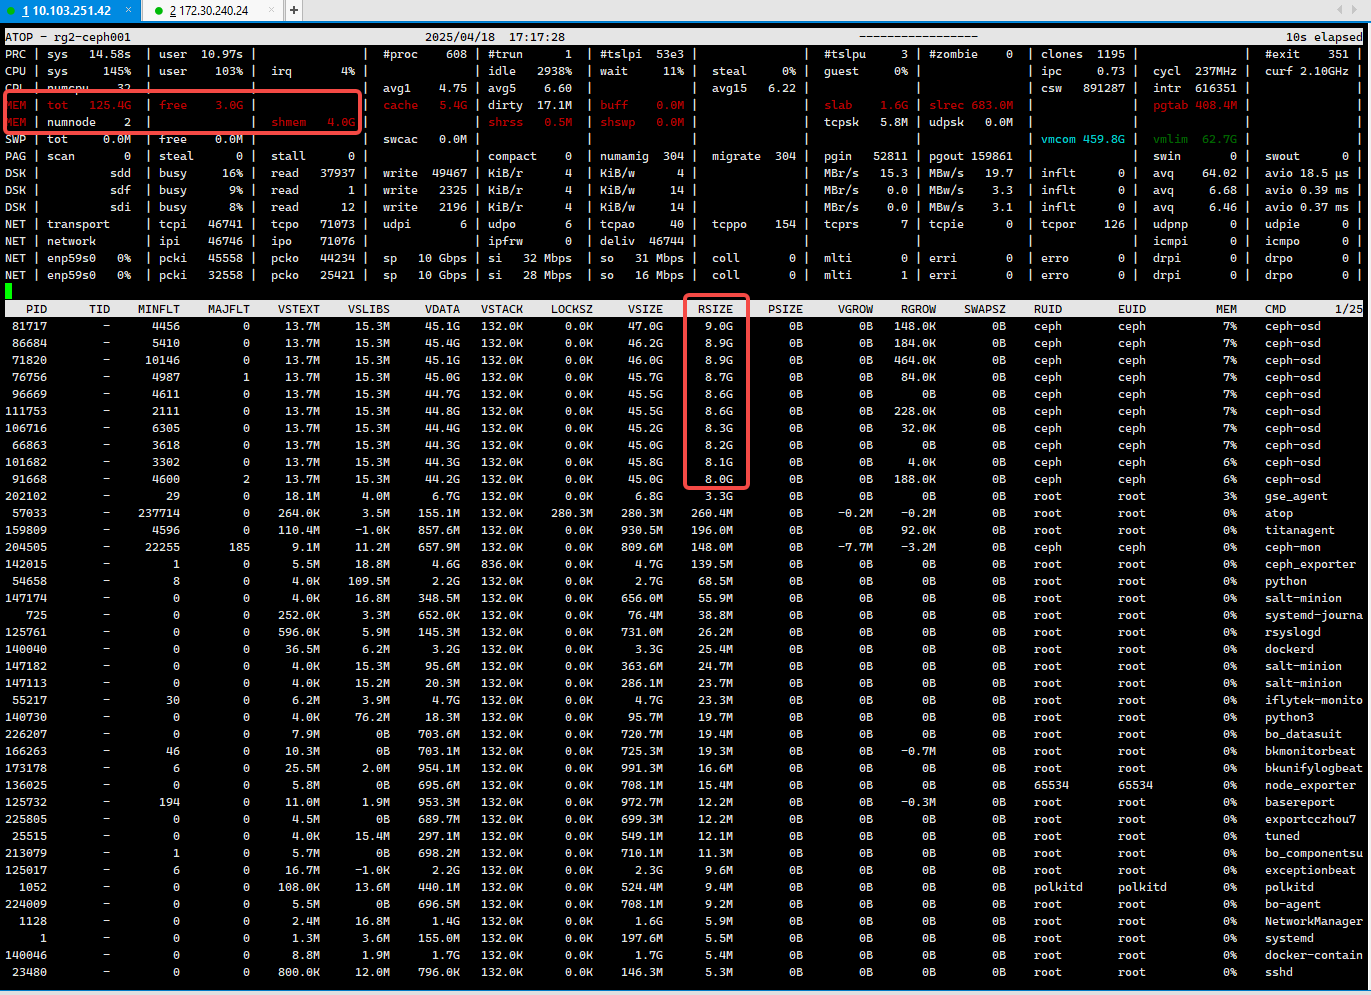 1 10.103.251.42 × 2 172.30.240.24 × +
ATOP - rg2-ceph001 2025/04/18 17:17:28 ----------------- 10s elapsed
PRC | sys 14.58s | user 10.97s | | #proc 608 | #trun 1 | #tslpi 53e3 | | #tslpu 3 | #zombie 0 | clones 1195 | | #exit 351 |
CPU | sys 145% | user 103% | irq 4% | | idle 2938% | wait 11% | steal 0% | guest 0% | | ipc 0.73 | cycl 237MHz | curf 2.10GHz |
CPL | numcpu 32 | | | avg1 4.75 | avg5 6.60 | | avg15 6.22 | | | csw 891287 | intr 616351 | |
MEM | tot 125.4G | free 3.0G | | cache 5.4G | dirty 17.1M | buff 0.0M | | slab 1.6G | slrec 683.0M | | pgtab 408.4M | |
MEM | numnode 2 | | shmem 4.0G | | shrss 0.5M | shswp 0.0M | | tcpsk 5.8M | udpsk 0.0M | | | |
SWP | tot 0.0M | free 0.0M | | swcac 0.0M | | | | | | vmcom 459.8G | vmlim 62.7G | |
PAG | scan 0 | steal 0 | stall 0 | | compact 0 | numamig 304 | migrate 304 | pgin 52811 | pgout 159861 | | swin 0 | swout 0 |
DSK | sdd | busy 16% | read 37937 | write 49467 | KiB/r 4 | KiB/w 4 | | MBr/s 15.3 | MBw/s 19.7 | inflt 0 | avq 64.02 | avio 18.5 µs |
DSK | sdf | busy 9% | read 1 | write 2325 | KiB/r 4 | KiB/w 14 | | MBr/s 0.0 | MBw/s 3.3 | inflt 0 | avq 6.68 | avio 0.39 ms |
DSK | sdi | busy 8% | read 12 | write 2196 | KiB/r 4 | KiB/w 14 | | MBr/s 0.0 | MBw/s 3.1 | inflt 0 | avq 6.46 | avio 0.37 ms |
NET | transport | tcpi 46741 | tcpo 71073 | udpi 6 | udpo 6 | tcpao 40 | tcppo 154 | tcprs 7 | tcpie 0 | tcpor 126 | udpnp 0 | udpie 0 |
NET | network | ipi 46746 | ipo 71076 | | ipfrw 0 | deliv 46744 | | | | | icmpi 0 | icmpo 0 |
NET | enp59s0 0% | pcki 45558 | pcko 44234 | sp 10 Gbps | si 32 Mbps | so 31 Mbps | coll 0 | mlti 0 | erri 0 | erro 0 | drpi 0 | drpo 0 |
NET | enp59s0 0% | pcki 32558 | pcko 25421 | sp 10 Gbps | si 28 Mbps | so 16 Mbps | coll 0 | mlti 1 | erri 0 | erro 0 | drpi 0 | drpo 0 |
PID TID MINFLT MAJFLT VSTEXT VSLIBS VDATA VSTACK LOCKSZ VSIZE RSIZE PSIZE VGROW RGROW SWAPSZ RUID EUID MEM CMD 1/25
81717 - 4456 0 13.7M 15.3M 45.1G 132.0K 0.0K 47.0G 9.0G 0B 0B 148.0K 0B ceph ceph 7% ceph-osd
86684 - 5410 0 13.7M 15.3M 45.4G 132.0K 0.0K 46.2G 8.9G 0B 0B 184.0K 0B ceph ceph 7% ceph-osd
71820 - 10146 0 13.7M 15.3M 45.1G 132.0K 0.0K 46.0G 8.9G 0B 0B 464.0K 0B ceph ceph 7% ceph-osd
76756 - 4987 1 13.7M 15.3M 45.0G 132.0K 0.0K 45.7G 8.7G 0B 0B 84.0K 0B ceph ceph 7% ceph-osd
96669 - 4611 0 13.7M 15.3M 44.7G 132.0K 0.0K 45.5G 8.6G 0B 0B 0B 0B ceph ceph 7% ceph-osd
111753 - 2111 0 13.7M 15.3M 44.8G 132.0K 0.0K 45.5G 8.6G 0B 0B 228.0K 0B ceph ceph 7% ceph-osd
106716 - 6305 0 13.7M 15.3M 44.4G 132.0K 0.0K 45.2G 8.3G 0B 0B 32.0K 0B ceph ceph 7% ceph-osd
66863 - 3618 0 13.7M 15.3M 44.3G 132.0K 0.0K 45.0G 8.2G 0B 0B 0B 0B ceph ceph 7% ceph-osd
101682 - 3302 0 13.7M 15.3M 44.3G 132.0K 0.0K 45.8G 8.1G 0B 0B 4.0K 0B ceph ceph 6% ceph-osd
91668 - 4600 2 13.7M 15.3M 44.2G 132.0K 0.0K 45.0G 8.0G 0B 0B 188.0K 0B ceph ceph 6% ceph-osd
202102 - 29 0 18.1M 4.0M 6.7G 132.0K 0.0K 6.8G 3.3G 0B 0B 0B 0B root root 3% gse_agent
57033 - 237714 0 264.0K 3.5M 155.1M 132.0K 280.3M 280.3M 260.4M 0B -0.2M -0.2M 0B root root 0% atop
159809 - 4596 0 110.4M -1.0K 857.6M 132.0K 0.0K 930.5M 196.0M 0B 0B 92.0K 0B root root 0% titanagent
204505 - 22255 185 9.1M 11.2M 657.9M 132.0K 0.0K 809.6M 148.0M 0B -7.7M -3.2M 0B ceph ceph 0% ceph-mon
142015 - 1 0 5.5M 18.8M 4.6G 836.0K 0.0K 4.7G 139.5M 0B 0B 0B 0B root root 0% ceph_exporter
54658 - 8 0 4.0K 109.5M 2.2G 132.0K 0.0K 2.7G 68.5M 0B 0B 0B 0B root root 0% python
147174 - 0 0 4.0K 16.8M 348.5M 132.0K 0.0K 656.0M 55.9M 0B 0B 0B 0B root root 0% salt-minion
725 - 0 0 252.0K 3.3M 652.0K 132.0K 0.0K 76.4M 38.8M 0B 0B 0B 0B root root 0% systemd-journa
125761 - 0 0 596.0K 5.9M 145.3M 132.0K 0.0K 731.0M 26.2M 0B 0B 0B 0B root root 0% rsyslogd
140040 - 0 0 36.5M 6.2M 3.2G 132.0K 0.0K 3.3G 25.4M 0B 0B 0B 0B root root 0% dockerd
147182 - 0 0 4.0K 15.3M 95.6M 132.0K 0.0K 363.6M 24.7M 0B 0B 0B 0B root root 0% salt-minion
147113 - 0 0 4.0K 15.2M 20.3M 132.0K 0.0K 286.1M 23.7M 0B 0B 0B 0B root root 0% salt-minion
55217 - 30 0 6.2M 3.9M 4.7G 132.0K 0.0K 4.7G 23.3M 0B 0B 0B 0B root root 0% iflytek-monito
140730 - 0 0 4.0K 76.2M 18.3M 132.0K 0.0K 95.7M 19.7M 0B 0B 0B 0B root root 0% python3
226207 - 0 0 7.9M 0B 703.6M 132.0K 0.0K 720.7M 19.4M 0B 0B 0B 0B root root 0% bo_datasuit
166263 - 46 0 10.3M 0B 703.1M 132.0K 0.0K 725.3M 19.3M 0B 0B -0.7M 0B root root 0% bkmonitorbeat
173178 - 6 0 25.5M 2.0M 954.1M 132.0K 0.0K 991.3M 16.6M 0B 0B 0B 0B root root 0% bkunifylogbeat
136025 - 0 0 5.8M 0B 695.6M 132.0K 0.0K 708.1M 15.4M 0B 0B 0B 0B 65534 65534 0% node_exporter
125732 - 194 0 11.0M 1.9M 953.3M 132.0K 0.0K 972.7M 12.2M 0B 0B -0.3M 0B root root 0% basereport
225805 - 0 0 4.5M 0B 689.7M 132.0K 0.0K 699.3M 12.2M 0B 0B 0B 0B root root 0% exportcczhou7
25515 - 0 0 4.0K 15.4M 297.1M 132.0K 0.0K 549.1M 12.1M 0B 0B 0B 0B root root 0% tuned
213079 - 1 0 5.7M 0B 698.2M 132.0K 0.0K 710.1M 11.3M 0B 0B 0B 0B root root 0% bo_componentsu
125017 - 6 0 16.7M -1.0K 2.2G 132.0K 0.0K 2.3G 9.6M 0B 0B 0B 0B root root 0% exceptionbeat
1052 - 0 0 108.0K 13.6M 440.1M 132.0K 0.0K 524.4M 9.4M 0B 0B 0B 0B polkitd polkitd 0% polkitd
224009 - 0 0 5.5M 0B 696.5M 132.0K 0.0K 708.1M 9.2M 0B 0B 0B 0B root root 0% bo-agent
1128 - 0 0 2.4M 16.8M 1.4G 132.0K 0.0K 1.6G 5.9M 0B 0B 0B 0B root root 0% NetworkManager
1 - 0 0 1.3M 3.6M 155.0M 132.0K 0.0K 197.6M 5.5M 0B 0B 0B 0B root root 0% systemd
140046 - 0 0 8.8M 1.9M 1.7G 132.0K 0.0K 1.7G 5.4M 0B 0B 0B 0B root root 0% docker-contain
23480 - 0 0 800.0K 12.0M 796.0K 132.0K 0.0K 146.3M 5.3M 0B 0B 0B 0B root root 0% sshd